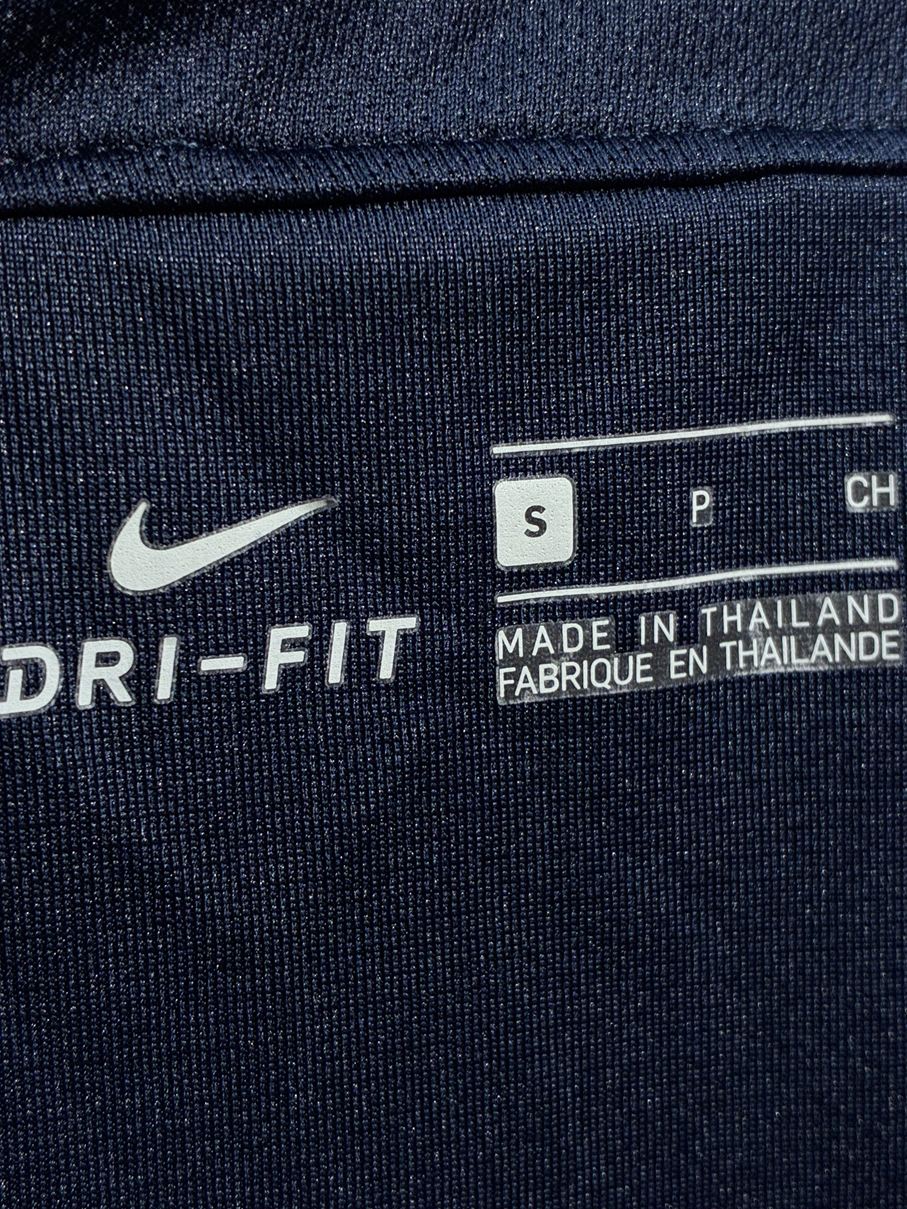 DRI-FIT
S P CH
MADE IN THAILAND
FABRIQUE EN THAILANDE